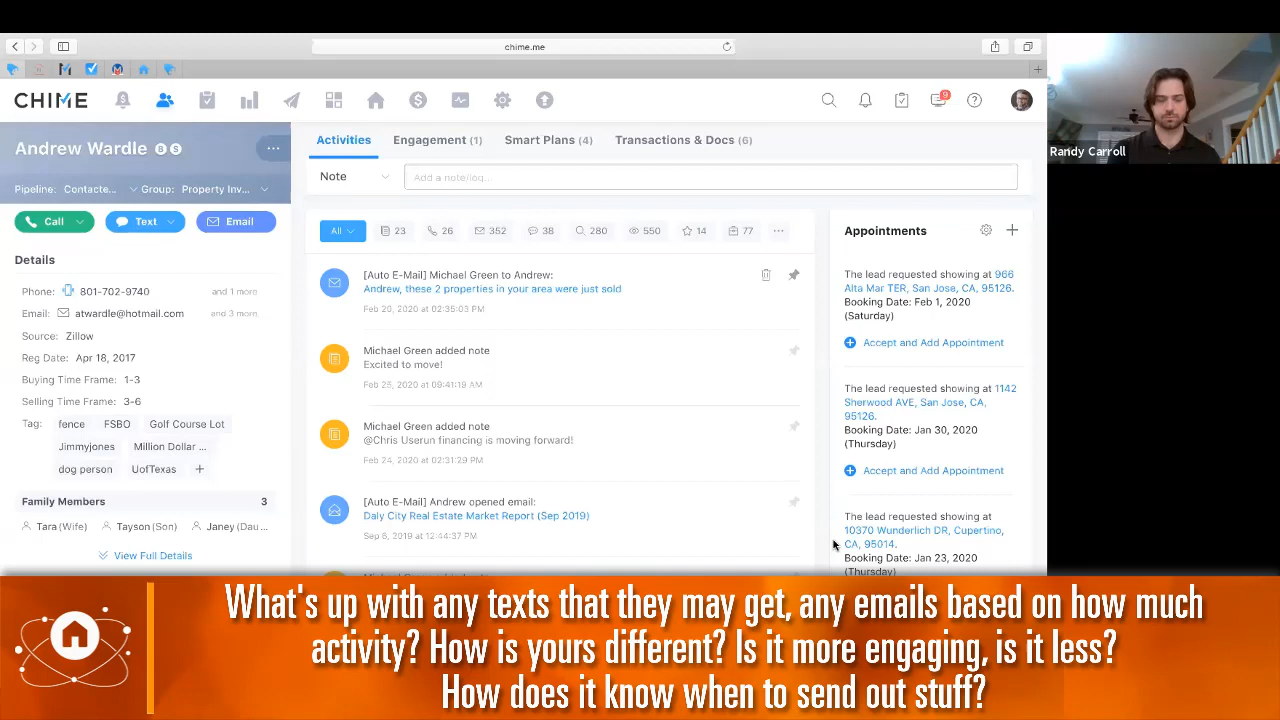 chime.me
CHIME
9
Andrew Wardle
B S
...
Pipeline: Contacte...
Group: Property Inv...
Call
Text
Email
Details
Phone: 801-702-9740 and 1 more
Email: atwardle@hotmail.com and 3 more
Source: Zillow
Reg Date: Apr 18, 2017
Buying Time Frame: 1-3
Selling Time Frame: 3-6
Tag: fence FSBO Golf Course Lot
Jimmyjones Million Dollar ...
dog person UofTexas +
Family Members 3
Tara (Wife) Tayson (Son) Janey (Dau...
View Full Details
Activities Engagement (1) Smart Plans (4) Transactions & Docs (6)
Note Add a note/log...
All 23 26 352 38 280 550 14 77 ...
[Auto E-Mail] Michael Green to Andrew:
Andrew, these 2 properties in your area were just sold
Feb 20, 2020 at 02:35:03 PM
Michael Green added note
Excited to move!
Feb 25, 2020 at 09:41:19 AM
Michael Green added note
@Chris Userun financing is moving forward!
Feb 24, 2020 at 02:31:29 PM
[Auto E-Mail] Andrew opened email:
Daly City Real Estate Market Report (Sep 2019)
Sep 6, 2019 at 12:44:37 PM
Appointments
The lead requested showing at 966
Alta Mar TER, San Jose, CA, 95126.
Booking Date: Feb 1, 2020
(Saturday)
Accept and Add Appointment
The lead requested showing at 1142
Sherwood AVE, San Jose, CA,
95126.
Booking Date: Jan 30, 2020
(Thursday)
Accept and Add Appointment
The lead requested showing at
10370 Wunderlich DR, Cupertino,
CA, 95014.
Booking Date: Jan 23, 2020
(Thursday)
Randy Carroll
What's up with any texts that they may get, any emails based on how much
activity? How is yours different? Is it more engaging, is it less?
How does it know when to send out stuff?